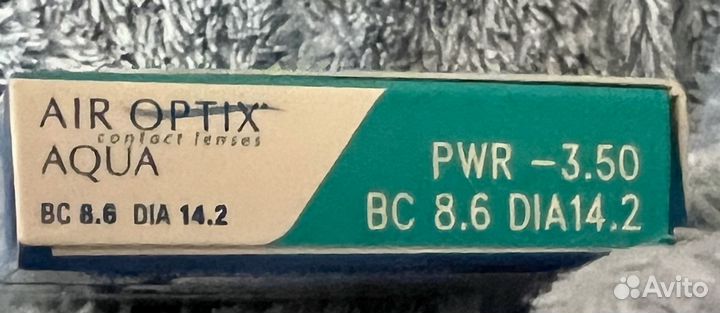 AIR OPTIX
contact lenses
AQUA
BC 8.6 DIA 14.2
PWR -3.50
BC 8.6 DIA14.2
Avito